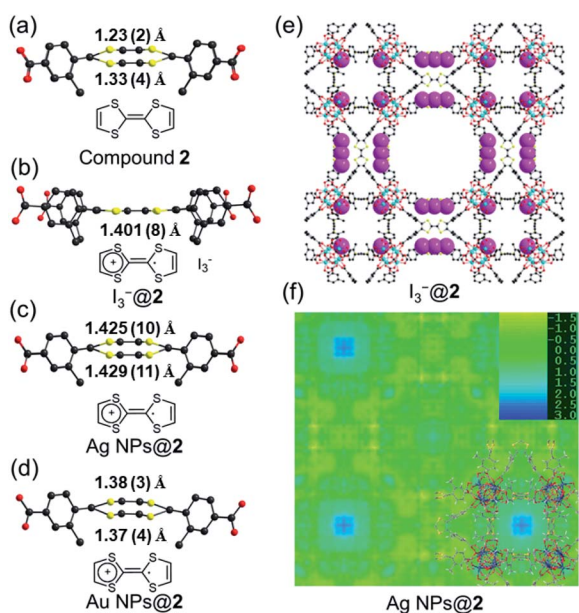 (a)
1.23 (2) Å
1.33 (4) Å
S S
S S
Compound 2
(b)
1.401 (8) Å
S S
+ ·
S S
I₃⁻
I₃⁻@2
(c)
1.425 (10) Å
1.429 (11) Å
S S
+ ·
S S
Ag NPs@2
(d)
1.38 (3) Å
1.37 (4) Å
S S
+ ·
S S
Au NPs@2
(e)
I₃⁻@2
(f)
-1.5
-1.0
-0.5
0.0
0.5
1.0
1.5
2.0
2.5
3.0
Ag NPs@2